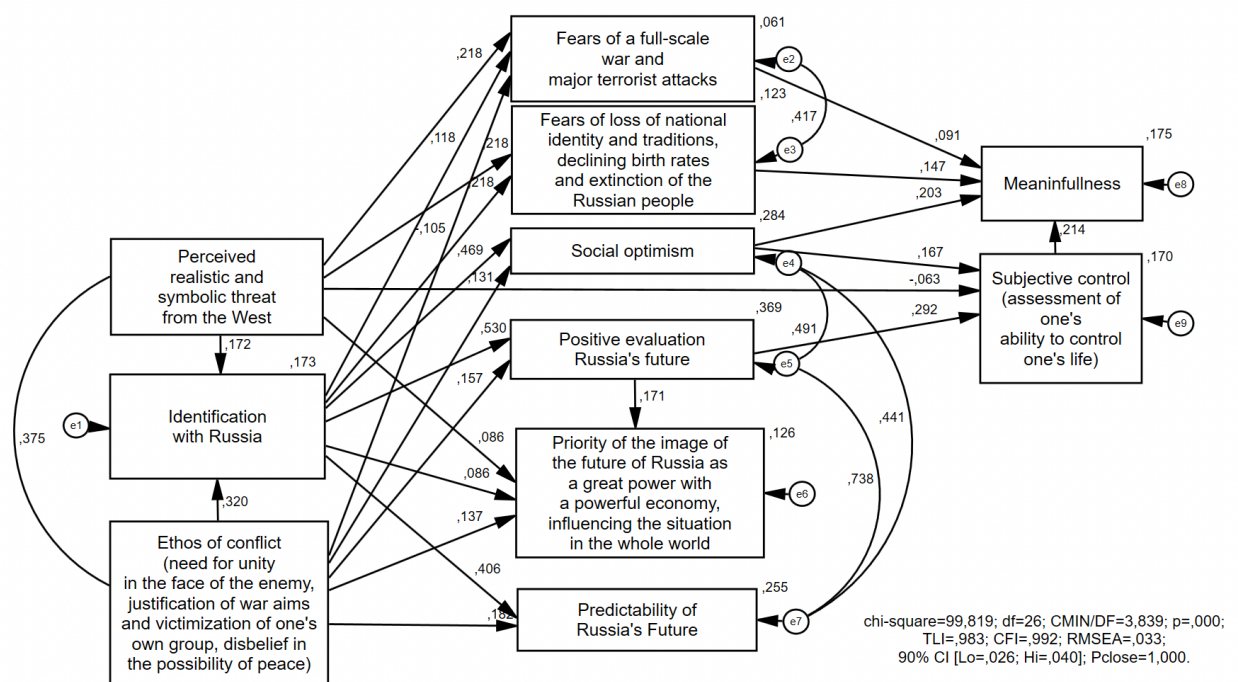 Fears of a full-scale
war and
major terrorist attacks
,061
e2
Fears of loss of national
identity and traditions,
declining birth rates
and extinction of the
Russian people
,123
e3
,417
Social optimism
,284
e4
Positive evaluation
Russia's future
,369
e5
,491
,171
Priority of the image of
the future of Russia as
a great power with
a powerful economy,
influencing the situation
in the whole world
,126
e6
Predictability of
Russia's Future
,255
e7
,738
,441
Perceived
realistic and
symbolic threat
from the West
,172
,173
Identification
with Russia
e1
,375
,320
Ethos of conflict
(need for unity
in the face of the enemy,
justification of war aims
and victimization of one's
own group, disbelief in
the possibility of peace)
,218
,118
,218
,218
-,105
,469
,131
,530
,157
,086
,086
,137
,406
,182
,091
,147
,203
,167
-,063
,292
Meaninfullness
,175
e8
,214
Subjective control
(assessment of
one's
ability to control
one's life)
,170
e9
chi-square=99,819; df=26; CMIN/DF=3,839; p=,000;
TLI=,983; CFI=,992; RMSEA=,033;
90% CI [Lo=,026; Hi=,040]; Pclose=1,000.